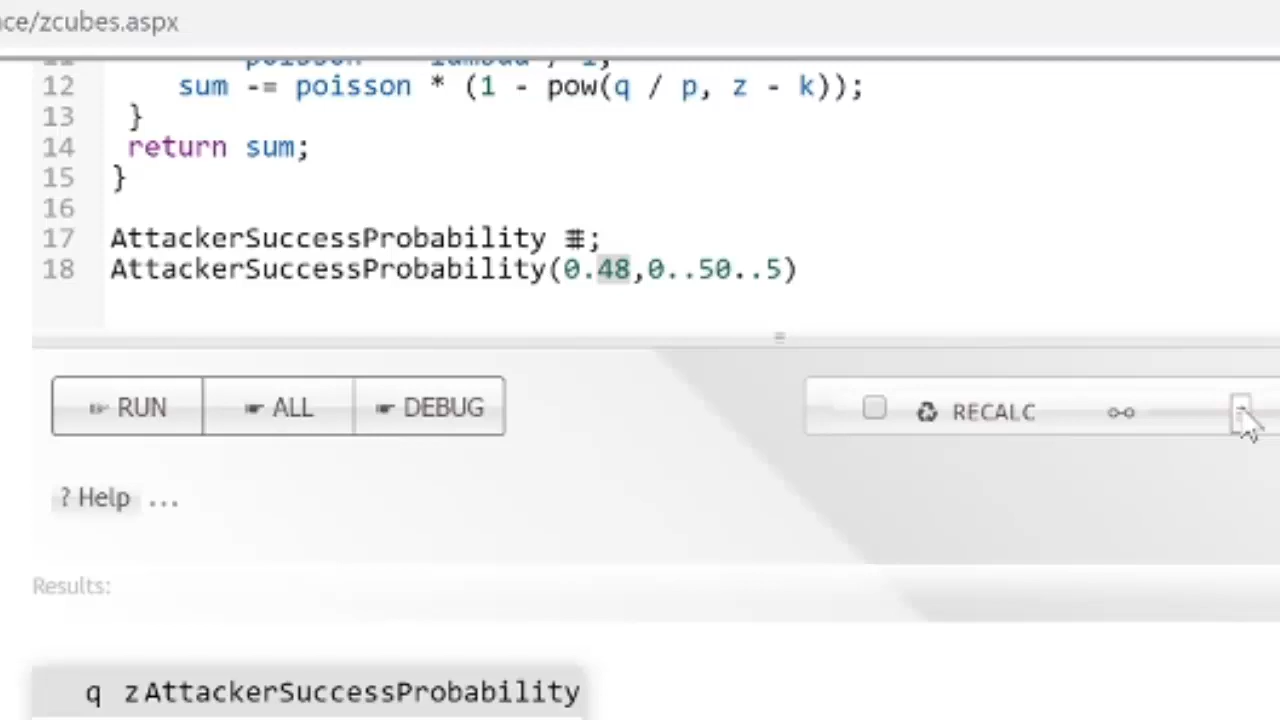 ce/zcubes.aspx
12 sum -= poisson * (1 - pow(q / p, z - k));
13 }
14 return sum;
15 }
16
17 AttackerSuccessProbability #;
18 AttackerSuccessProbability(0.48,0..50..5)
RUN ALL DEBUG RECALC
? Help ...
Results:
q z AttackerSuccessProbability